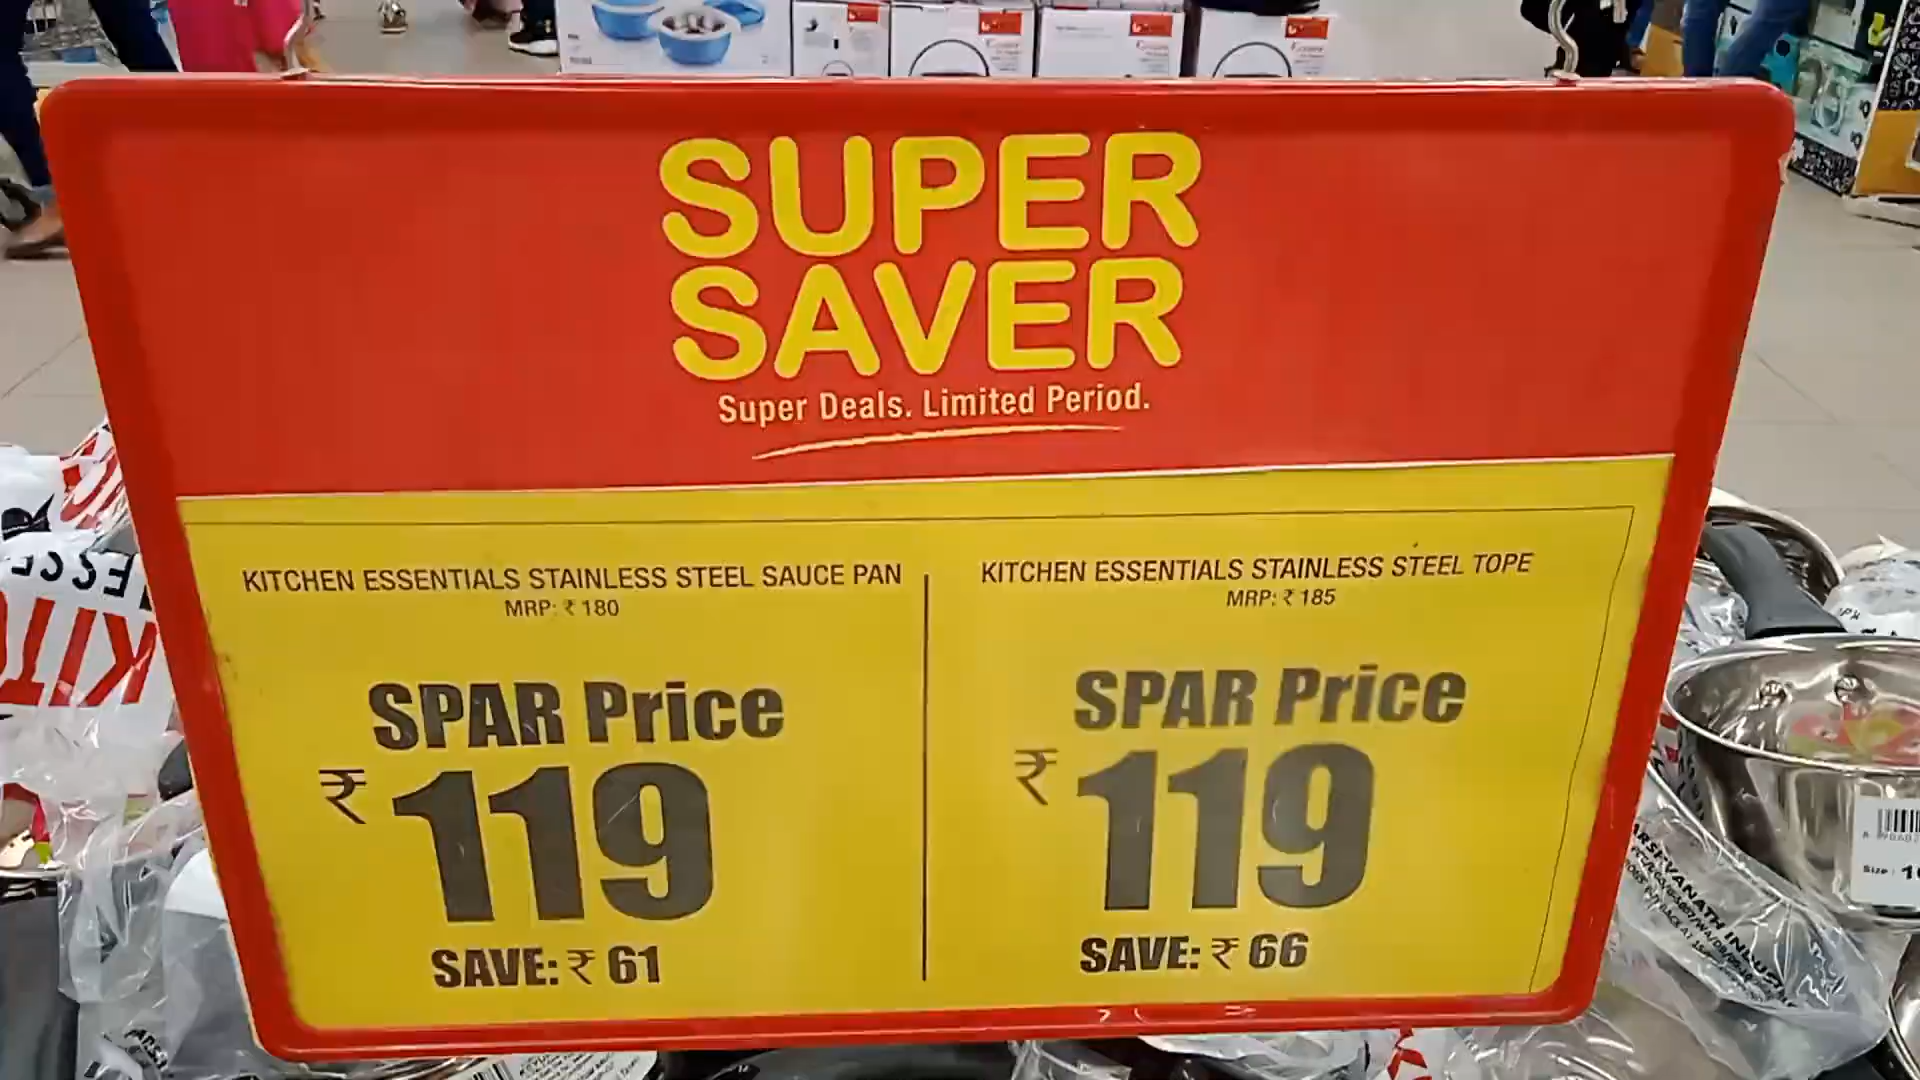 SUPER
SAVER
Super Deals. Limited Period.
KITCHEN ESSENTIALS STAINLESS STEEL SAUCE PAN
MRP: ₹ 180
SPAR Price
₹ 119
SAVE: ₹ 61
KITCHEN ESSENTIALS STAINLESS STEEL TOPE
MRP: ₹ 185
SPAR Price
₹ 119
SAVE: ₹ 66
Size :